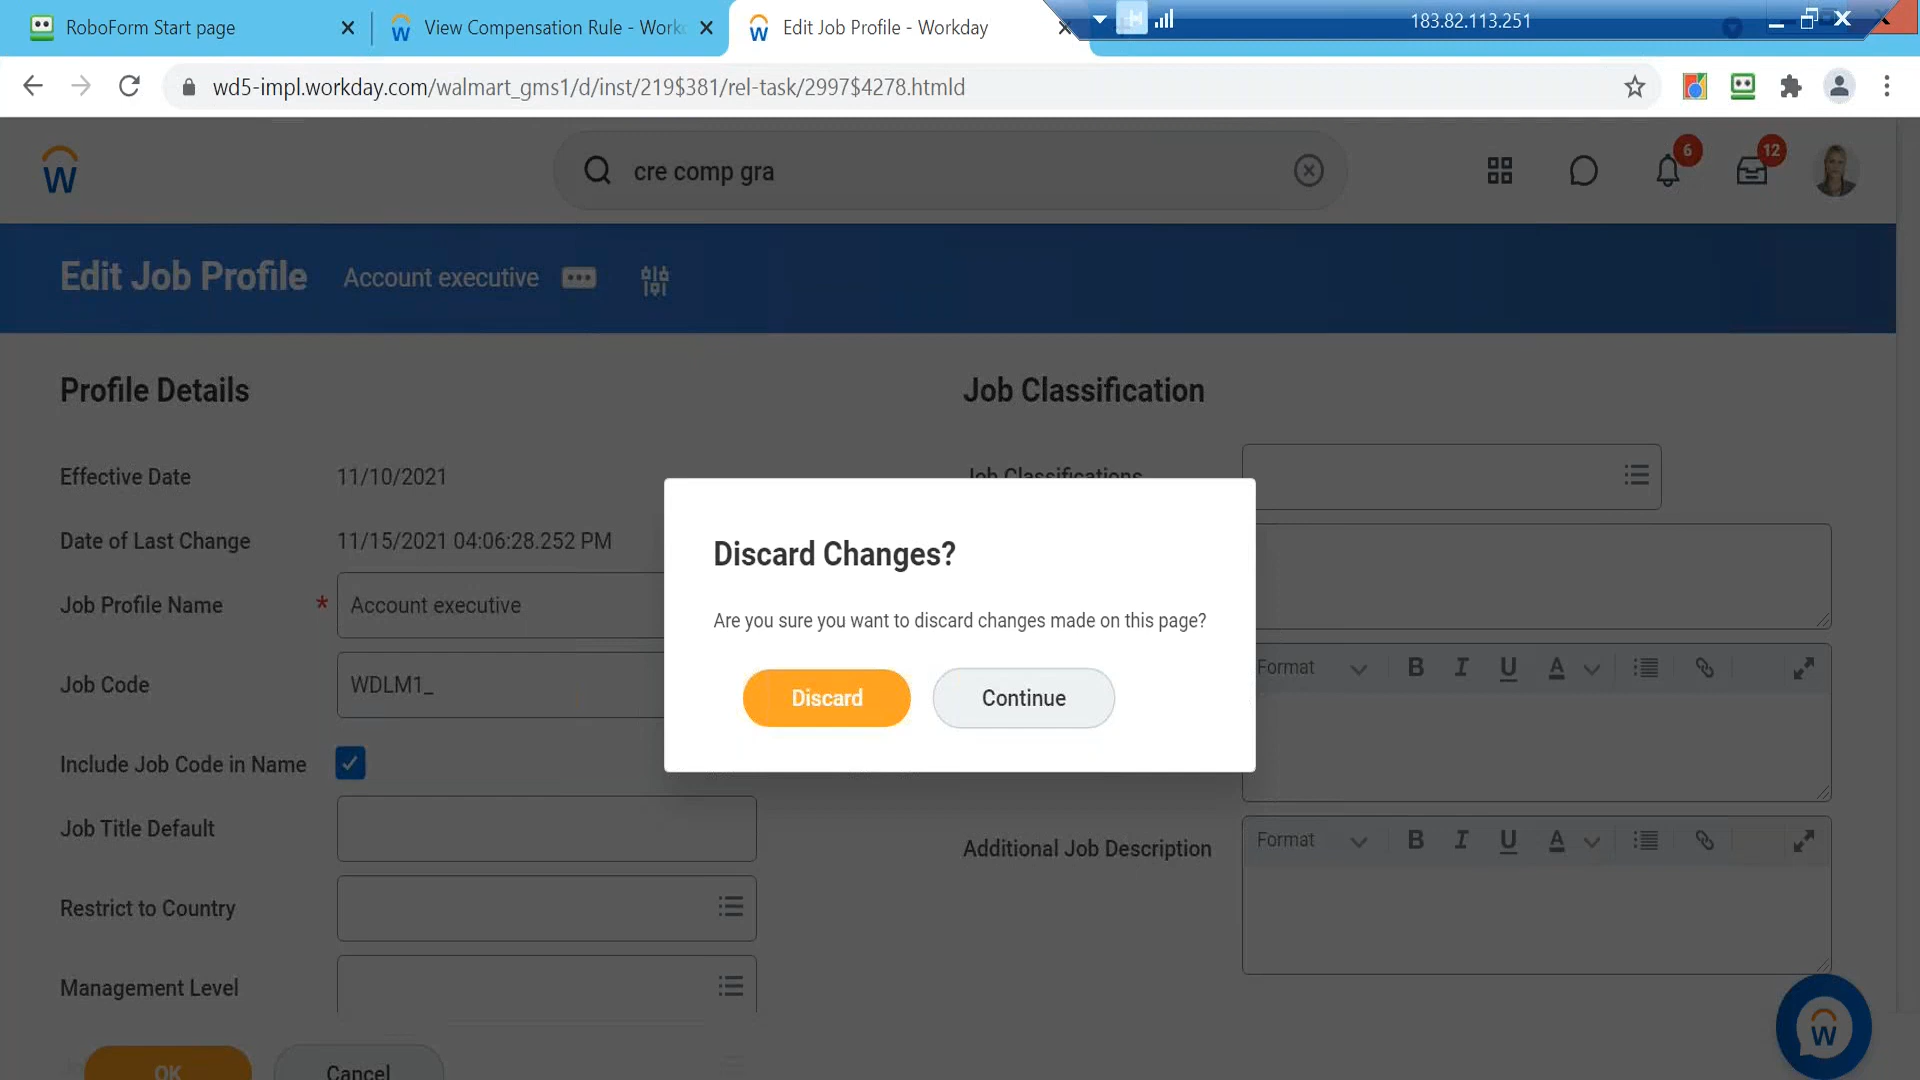 RoboForm Start page
View Compensation Rule - Work
Edit Job Profile - Workday
183.82.113.251
wd5-impl.workday.com/walmart_gms1/d/inst/219$381/rel-task/2997$4278.htmld
W
cre comp gra
6
12
Edit Job Profile
Account executive
Profile Details
Job Classification
Effective Date
11/10/2021
Job Classifications
Date of Last Change
11/15/2021 04:06:28.252 PM
Discard Changes?
Job Profile Name
* Account executive
Are you sure you want to discard changes made on this page?
Job Code
WDLM1_
Discard
Continue
Format
B I U A
Include Job Code in Name
Job Title Default
Additional Job Description
Format
B I U A
Restrict to Country
Management Level
OK
Cancel
W